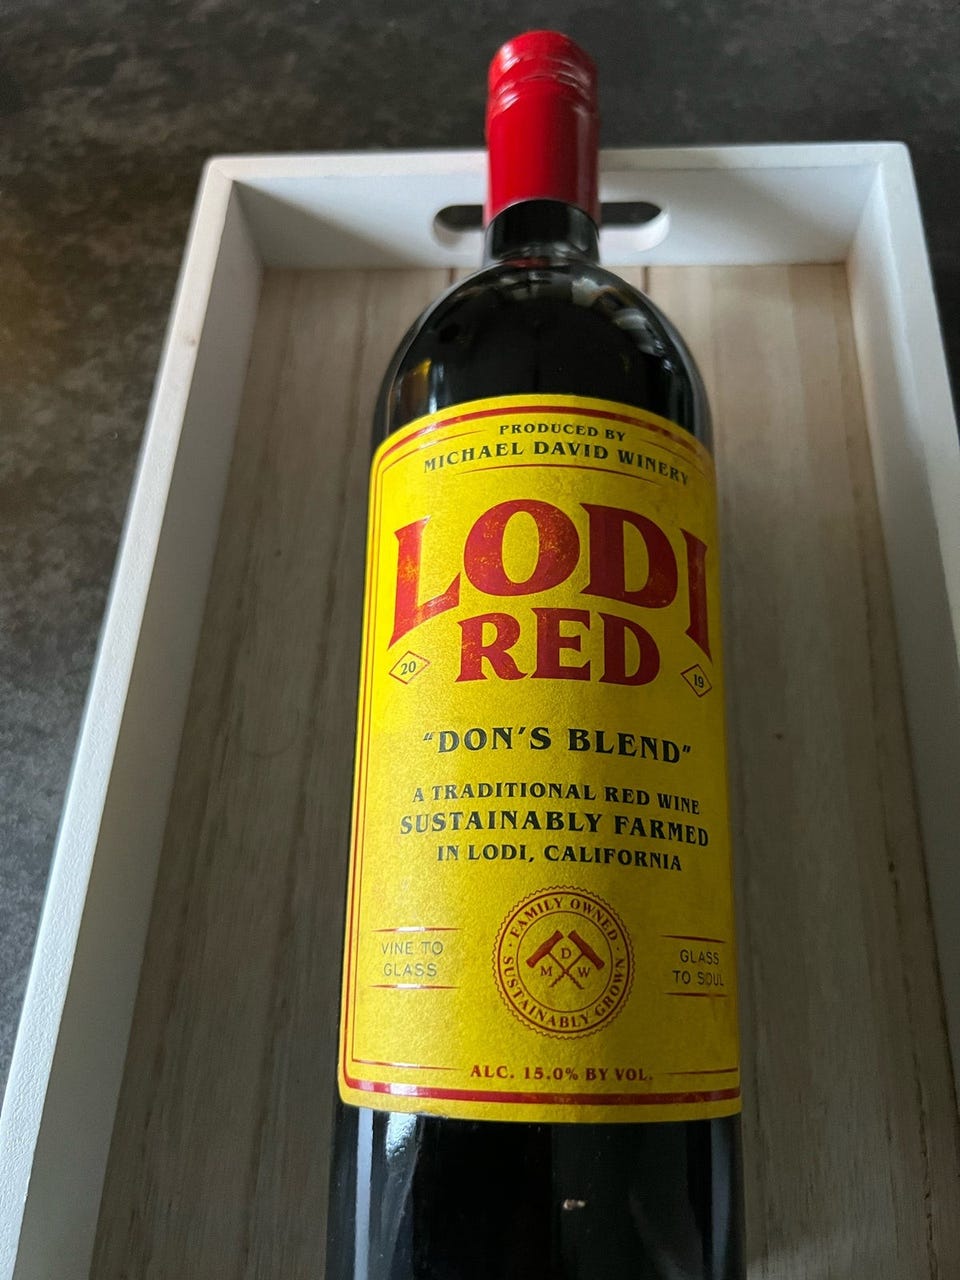 PRODUCED BY
MICHAEL DAVID WINERY
LODI
RED
20
19
"DON'S BLEND"
A TRADITIONAL RED WINE
SUSTAINABLY FARMED
IN LODI, CALIFORNIA
FAMILY OWNED
D
M W
SUSTAINABLY GROWN
VINE TO
GLASS
GLASS
TO SOUL
ALC. 15.0% BY VOL.